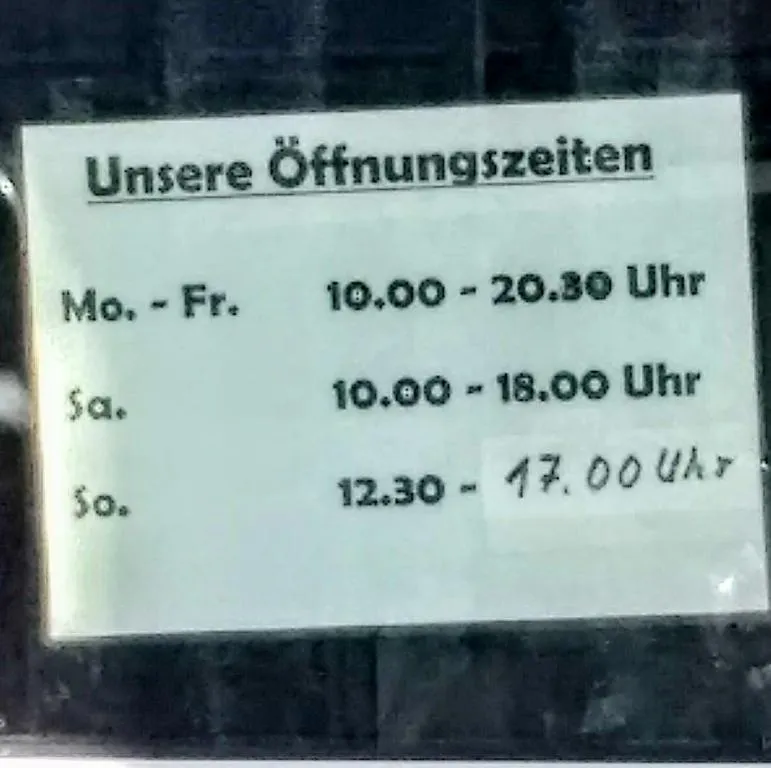 Unsere Öffnungszeiten
Mo. - Fr. 10.00 - 20.30 Uhr
Sa. 10.00 - 18.00 Uhr
So. 12.30 - 17.00 Uhr